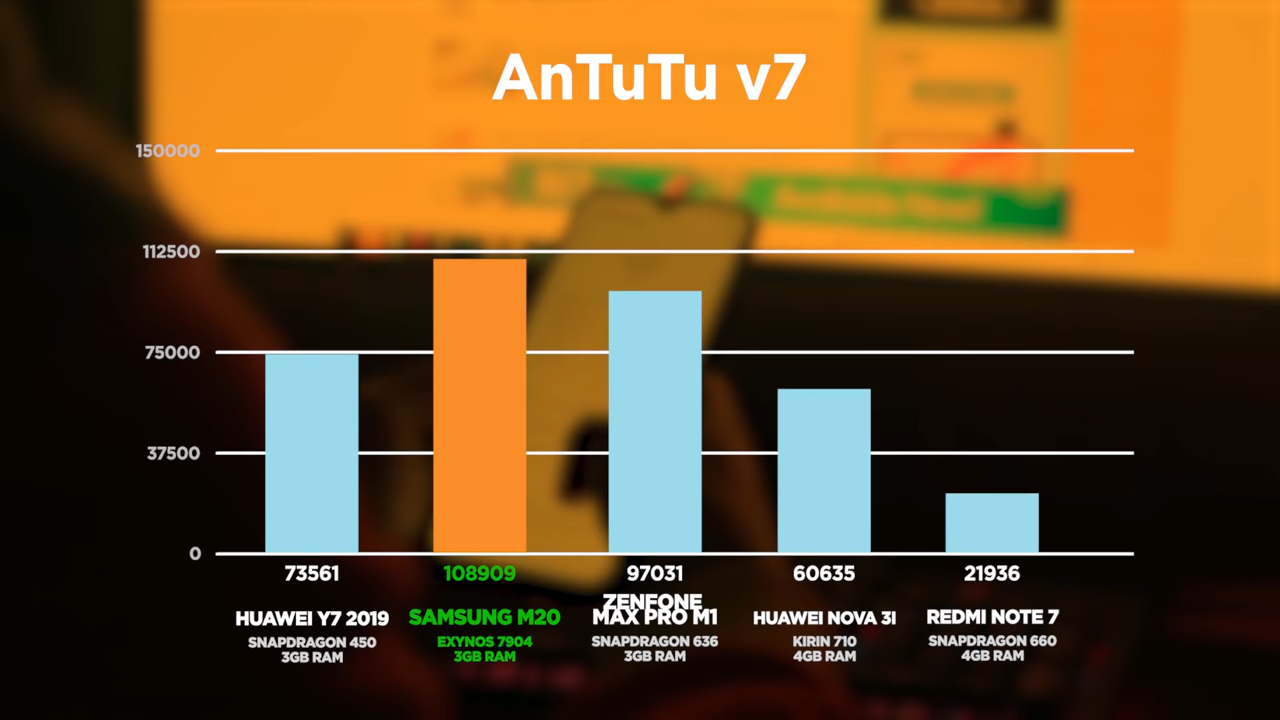 AnTuTu v7
150000
112500
75000
37500
0
73561
108909
97031
60635
21936
HUAWEI Y7 2019
SNAPDRAGON 450
3GB RAM
SAMSUNG M20
EXYNOS 7904
3GB RAM
ZENFONE
MAX PRO M1
SNAPDRAGON 636
3GB RAM
HUAWEI NOVA 3I
KIRIN 710
4GB RAM
REDMI NOTE 7
SNAPDRAGON 660
4GB RAM